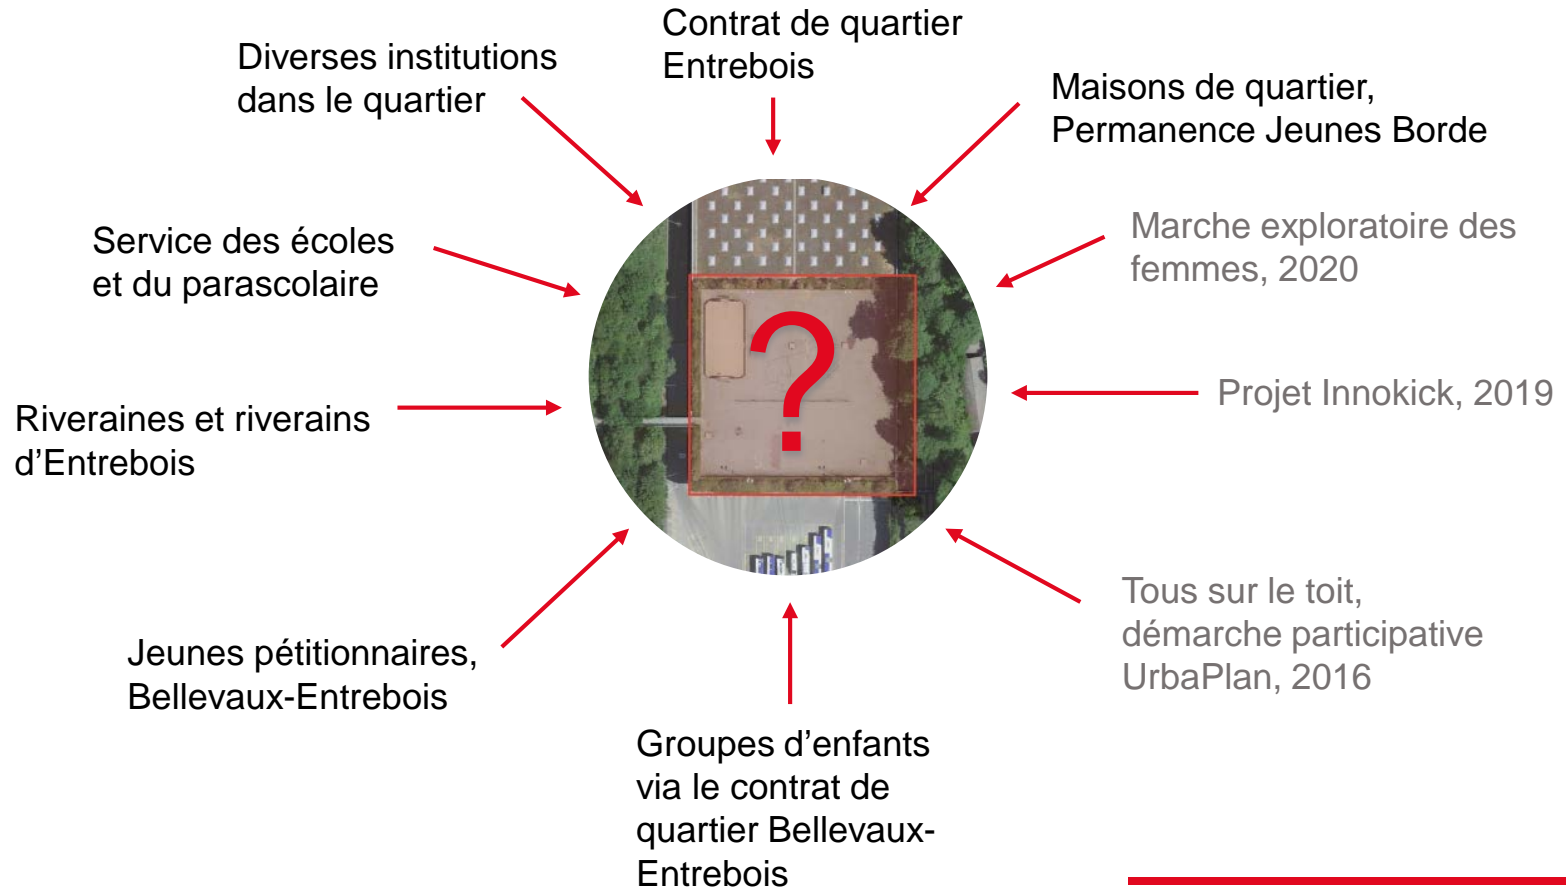 Contrat de quartier
Entrebois
Diverses institutions
dans le quartier
Maisons de quartier,
Permanence Jeunes Borde
Service des écoles
et du parascolaire
Marche exploratoire des
femmes, 2020
?
Projet Innokick, 2019
Riveraines et riverains
d’Entrebois
Tous sur le toit,
démarche participative
UrbaPlan, 2016
Jeunes pétitionnaires,
Bellevaux-Entrebois
Groupes d’enfants
via le contrat de
quartier Bellevaux-
Entrebois